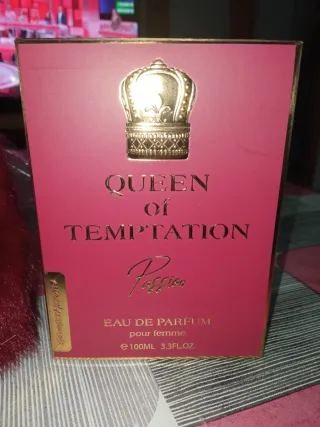 QUEEN
of
TEMPTATION
Passion
EAU DE PARFUM
pour femme
℮ 100ML 3.3FL.OZ.